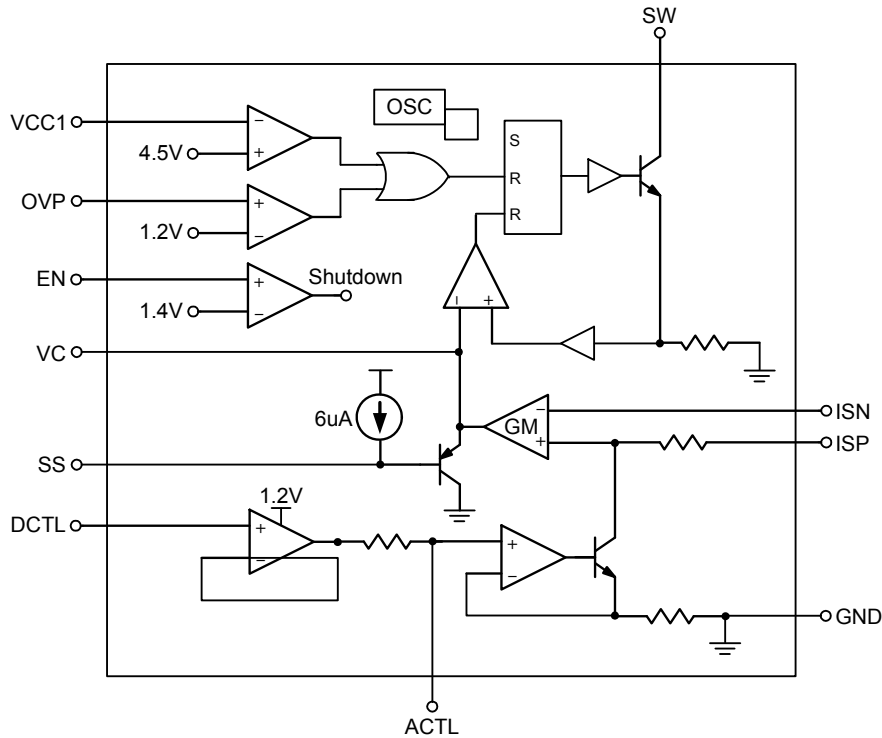 SW
VCC1
4.5V
−
+
OSC
S
R
R
OVP
1.2V
+
−
EN
1.4V
+
−
Shutdown
− +
VC
6uA
GM
−
+
ISN
ISP
SS
1.2V
DCTL
+
−
+
−
GND
ACTL